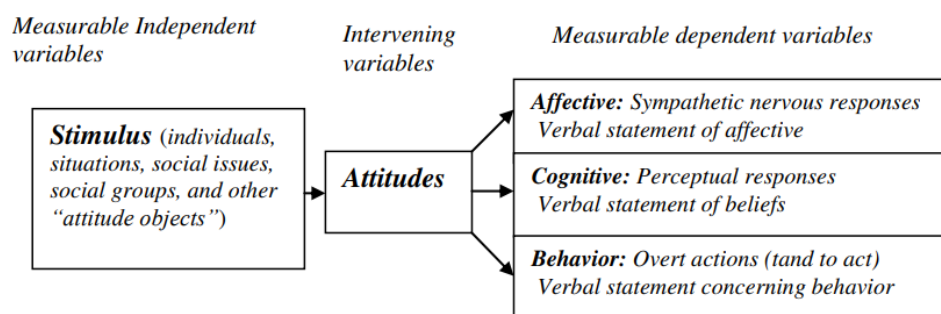 Measurable Independent
variables
Intervening
variables
Measurable dependent variables
Stimulus (individuals,
situations, social issues,
social groups, and other
“attitude objects”)
Attitudes
Affective: Sympathetic nervous responses
Verbal statement of affective
Cognitive: Perceptual responses
Verbal statement of beliefs
Behavior: Overt actions (tand to act)
Verbal statement concerning behavior